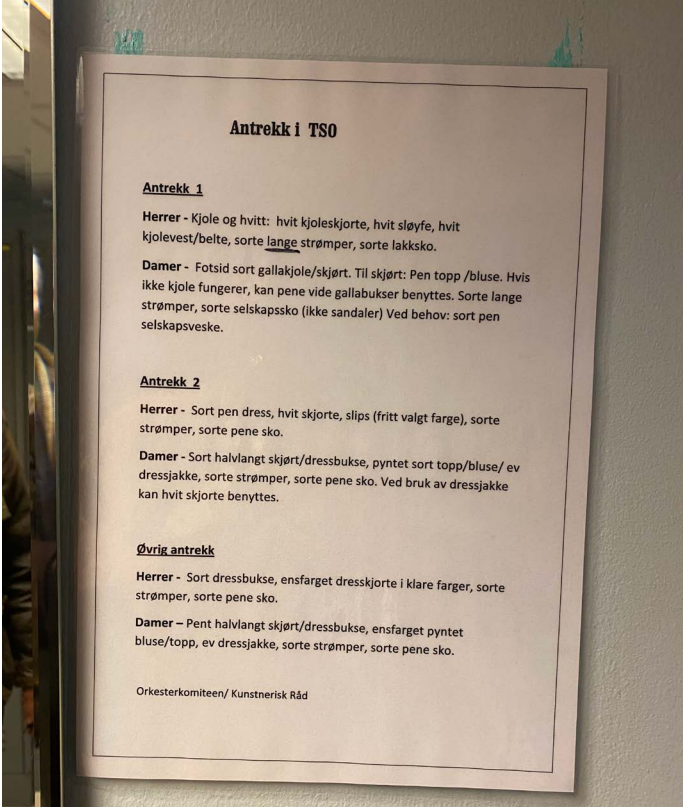 Antrekk i TSO
Antrekk 1
Herrer - Kjole og hvitt: hvit kjoleskjorte, hvit sløyfe, hvit
kjolevest/belte, sorte lange strømper, sorte lakksko.
Damer - Fotsid sort gallakjole/skjørt. Til skjørt: Pen topp /bluse. Hvis
ikke kjole fungerer, kan pene vide gallabukser benyttes. Sorte lange
strømper, sorte selskapssko (ikke sandaler) Ved behov: sort pen
selskapsveske.
Antrekk 2
Herrer - Sort pen dress, hvit skjorte, slips (fritt valgt farge), sorte
strømper, sorte pene sko.
Damer - Sort halvlangt skjørt/dressbukse, pyntet sort topp/bluse/ ev
dressjakke, sorte strømper, sorte pene sko. Ved bruk av dressjakke
kan hvit skjorte benyttes.
Øvrig antrekk
Herrer - Sort dressbukse, ensfarget dresskjorte i klare farger, sorte
strømper, sorte pene sko.
Damer – Pent halvlangt skjørt/dressbukse, ensfarget pyntet
bluse/topp, ev dressjakke, sorte strømper, sorte pene sko.
Orkesterkomiteen/ Kunstnerisk Råd